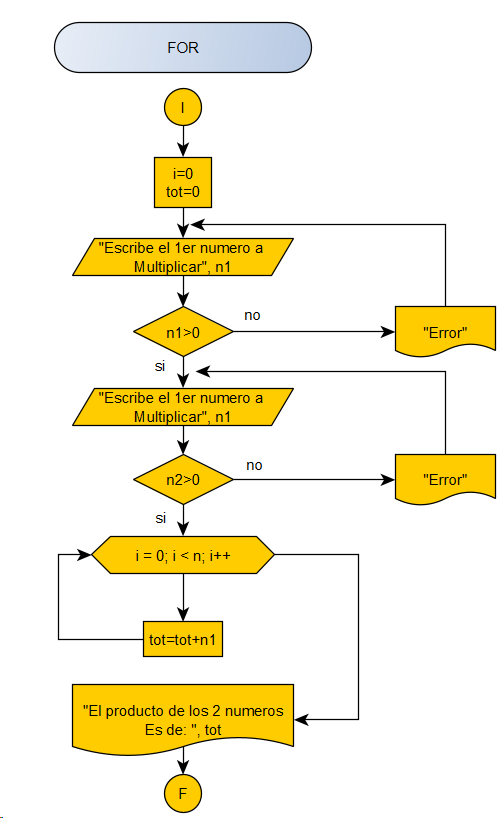 FOR
I
i=0
tot=0
"Escribe el 1er numero a
Multiplicar", n1
n1>0
no
"Error"
si
"Escribe el 1er numero a
Multiplicar", n1
n2>0
no
"Error"
si
i = 0; i < n; i++
tot=tot+n1
"El producto de los 2 numeros
Es de: ", tot
F